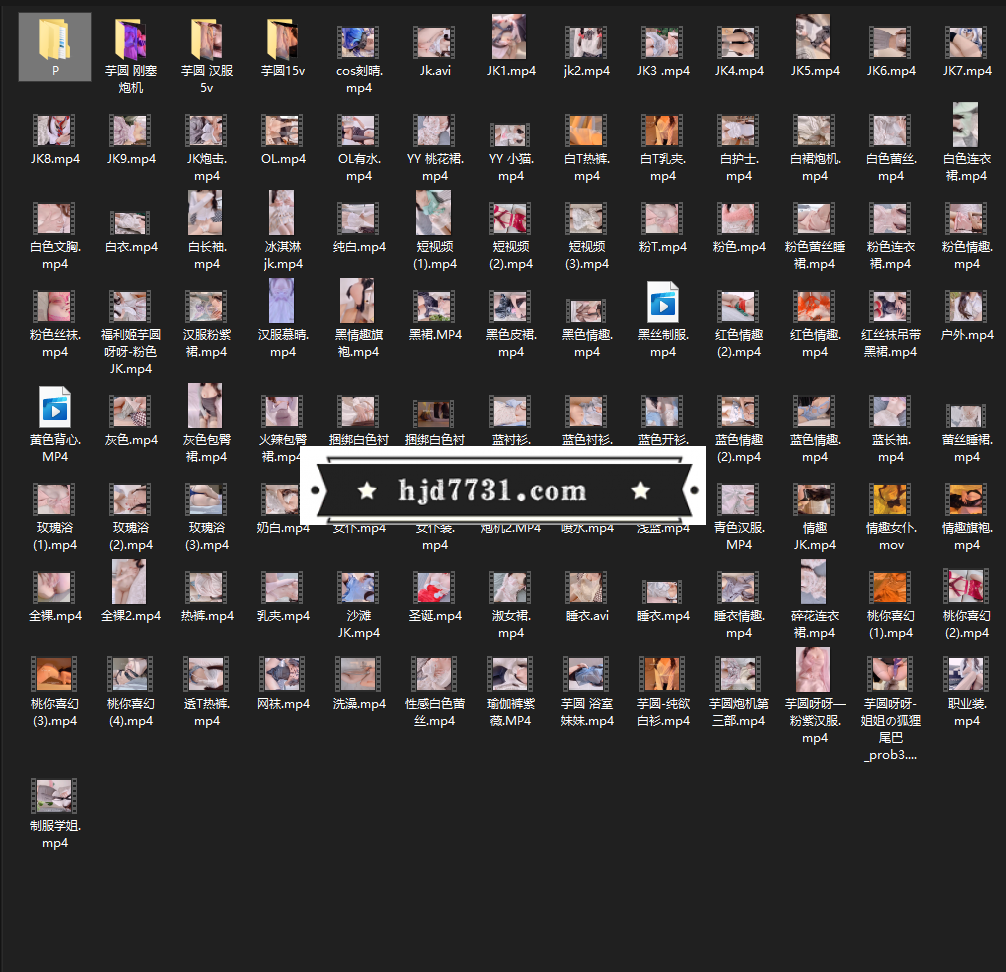 P
芋圆 刚塞
炮机
芋圆 汉服
5v
芋圆15v
cos刻晴.
mp4
Jk.avi
JK1.mp4
jk2.mp4
JK3 .mp4
JK4.mp4
JK5.mp4
JK6.mp4
JK7.mp4
JK8.mp4
JK9.mp4
JK炮击.
mp4
OL.mp4
OL有水.
mp4
YY 桃花裙.
mp4
YY 小猫.
mp4
白T热裤.
mp4
白T乳夹.
mp4
白护士.
mp4
白裙炮机.
mp4
白色蕾丝.
mp4
白色连衣
裙.mp4
白色文胸.
mp4
白衣.mp4
白长袖.
mp4
冰淇淋
jk.mp4
纯白.mp4
短视频
(1).mp4
短视频
(2).mp4
短视频
(3).mp4
粉T.mp4
粉色.mp4
粉色蕾丝睡
裙.mp4
粉色连衣
裙.mp4
粉色情趣.
mp4
粉色丝袜.
mp4
福利姬芋圆
呀呀-粉色
JK.mp4
汉服粉紫
裙.mp4
汉服慕晴.
mp4
黑情趣旗
袍.mp4
黑裙.MP4
黑色皮裙.
mp4
黑色情趣.
mp4
黑丝制服.
mp4
红色情趣
(2).mp4
红色情趣.
mp4
红丝袜吊带
黑裙.mp4
户外.mp4
黄色背心.
MP4
灰色.mp4
灰色包臀
裙.mp4
火辣包臀
裙.mp4
捆绑白色衬
捆绑白色衬
蓝衬衫.
蓝色衬衫.
蓝色开衫.
蓝色情趣
(2).mp4
蓝色情趣.
mp4
蓝长袖.
mp4
蕾丝睡裙.
mp4
hjd7731.com
玫瑰浴
(1).mp4
玫瑰浴
(2).mp4
玫瑰浴
(3).mp4
奶白.mp4
女仆.mp4
女仆装.
mp4
炮机2.MP4
喷水.mp4
浅蓝.mp4
青色汉服.
MP4
情趣
JK.mp4
情趣女仆.
mov
情趣旗袍.
mp4
全裸.mp4
全裸2.mp4
热裤.mp4
乳夹.mp4
沙滩
JK.mp4
圣诞.mp4
淑女裙.
mp4
睡衣.avi
睡衣.mp4
睡衣情趣.
mp4
碎花连衣
裙.mp4
桃你喜幻
(1).mp4
桃你喜幻
(2).mp4
桃你喜幻
(3).mp4
桃你喜幻
(4).mp4
透T热裤.
mp4
网袜.mp4
洗澡.mp4
性感白色蕾
丝.mp4
瑜伽裤紫
薇.MP4
芋圆 浴室
妹妹.mp4
芋圆-纯欲
白衫.mp4
芋圆炮机第
三部.mp4
芋圆呀呀—
粉紫汉服.
mp4
芋圆呀呀-
姐姐の狐狸
尾巴
_prob3....
职业装.
mp4
制服学姐.
mp4